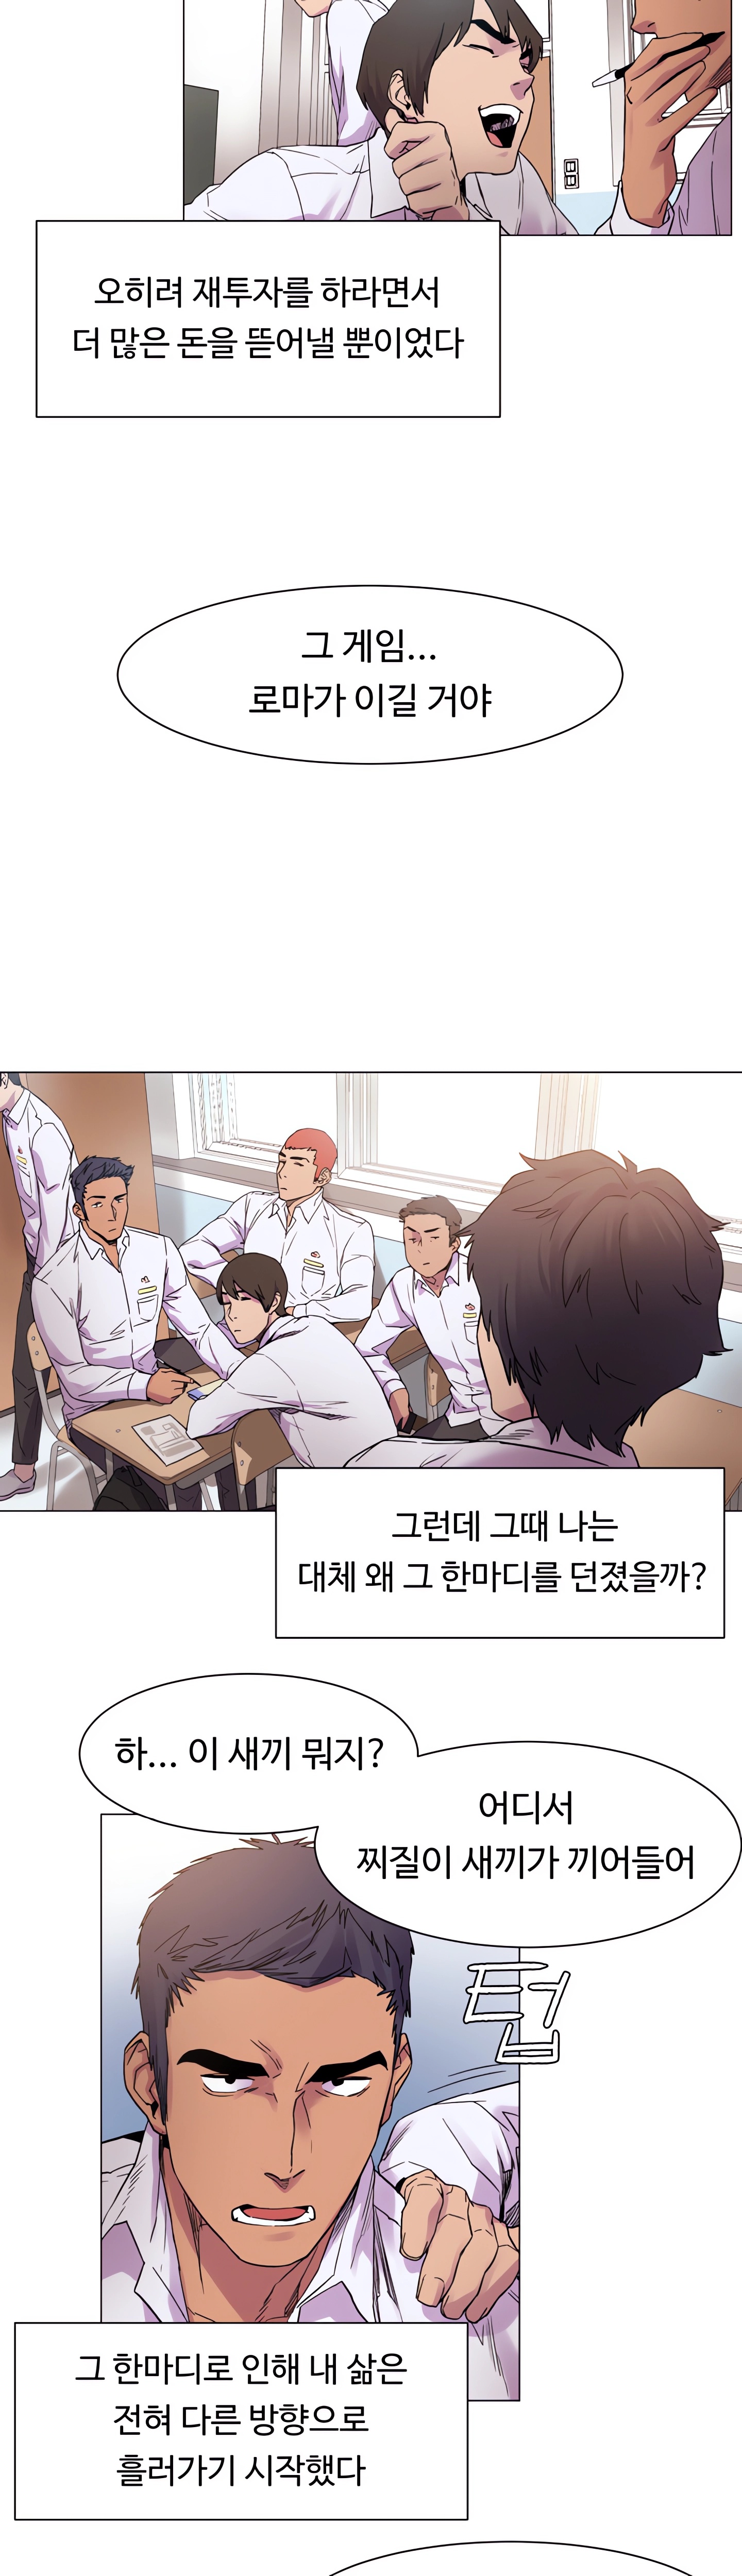 오히려 재투자를 하라면서
더 많은 돈을 뜯어낼 뿐이었다
그 게임...
로마가 이길 거야
그런데 그때 나는
대체 왜 그 한마디를 던졌을까?
하... 이 새끼 뭐지?
어디서
찌질이 새끼가 끼어들어
텁
그 한마디로 인해 내 삶은
전혀 다른 방향으로
흘러가기 시작했다